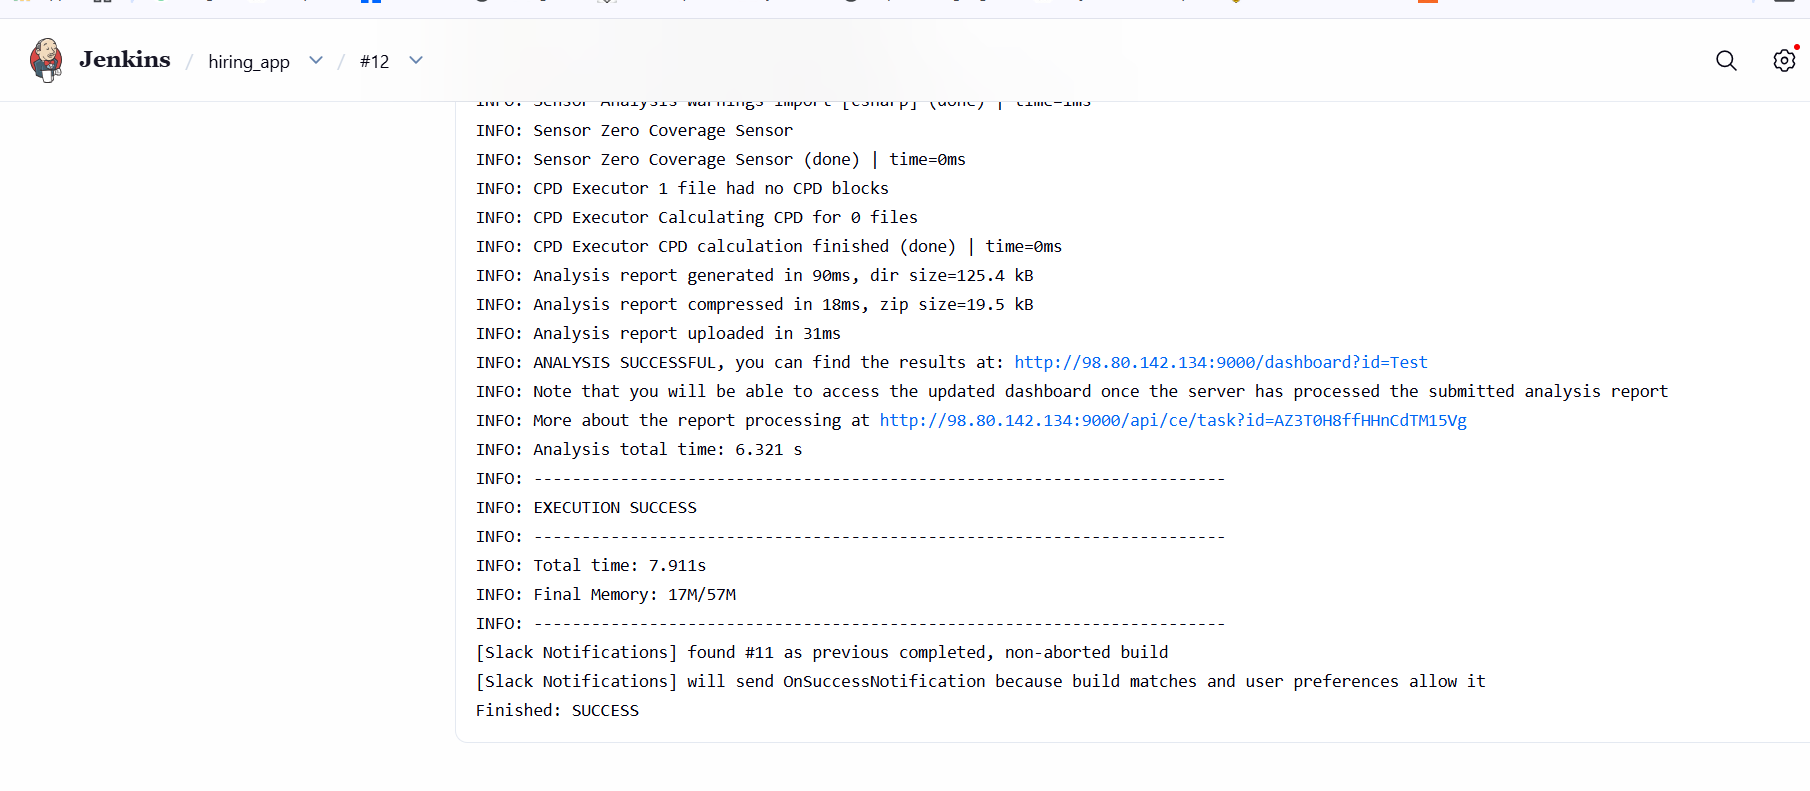 Jenkins / hiring_app / #12
INFO: Sensor Analysis Warnings import [csharp] (done) | time=1ms
INFO: Sensor Zero Coverage Sensor
INFO: Sensor Zero Coverage Sensor (done) | time=0ms
INFO: CPD Executor 1 file had no CPD blocks
INFO: CPD Executor Calculating CPD for 0 files
INFO: CPD Executor CPD calculation finished (done) | time=0ms
INFO: Analysis report generated in 90ms, dir size=125.4 kB
INFO: Analysis report compressed in 18ms, zip size=19.5 kB
INFO: Analysis report uploaded in 31ms
INFO: ANALYSIS SUCCESSFUL, you can find the results at: http://98.80.142.134:9000/dashboard?id=Test
INFO: Note that you will be able to access the updated dashboard once the server has processed the submitted analysis report
INFO: More about the report processing at http://98.80.142.134:9000/api/ce/task?id=AZ3T0H8ffHHnCdTM15Vg
INFO: Analysis total time: 6.321 s
INFO: ------------------------------------------------------------------------
INFO: EXECUTION SUCCESS
INFO: ------------------------------------------------------------------------
INFO: Total time: 7.911s
INFO: Final Memory: 17M/57M
INFO: ------------------------------------------------------------------------
[Slack Notifications] found #11 as previous completed, non-aborted build
[Slack Notifications] will send OnSuccessNotification because build matches and user preferences allow it
Finished: SUCCESS